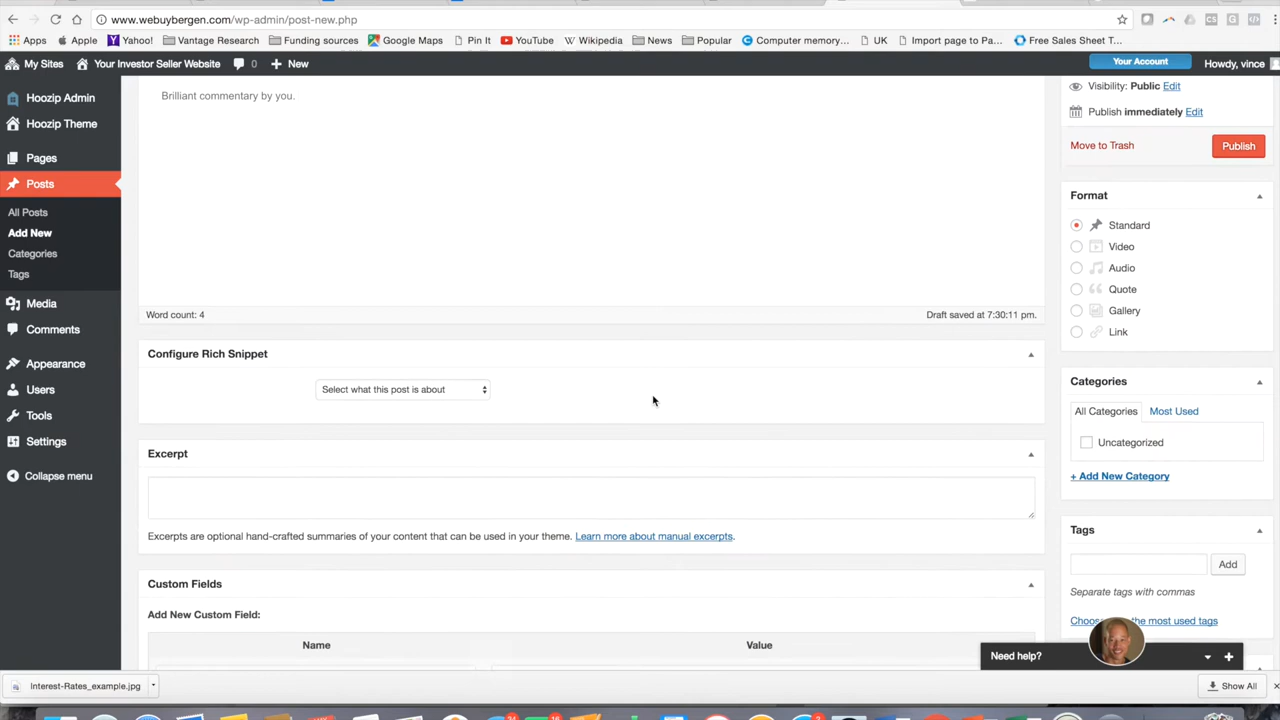 www.webuybergen.com/wp-admin/post-new.php
Apps Apple Yahoo! Vantage Research Funding sources Google Maps Pin It YouTube Wikipedia News Popular Computer memory... UK Import page to Pa... Free Sales Sheet T...
My Sites Your Investor Seller Website 0 New Your Account Howdy, vince
Hoozip Admin
Hoozip Theme
Pages
Posts
All Posts
Add New
Categories
Tags
Media
Comments
Appearance
Users
Tools
Settings
Collapse menu
Brilliant commentary by you.
Word count: 4 Draft saved at 7:30:11 pm.
Configure Rich Snippet
Select what this post is about
Excerpt
Excerpts are optional hand-crafted summaries of your content that can be used in your theme. Learn more about manual excerpts.
Custom Fields
Add New Custom Field:
Name Value
Visibility: Public Edit
Publish immediately Edit
Move to Trash Publish
Format
Standard
Video
Audio
Quote
Gallery
Link
Categories
All Categories Most Used
Uncategorized
+ Add New Category
Tags
Add
Separate tags with commas
the most used tags
Need help?
Interest-Rates_example.jpg Show All